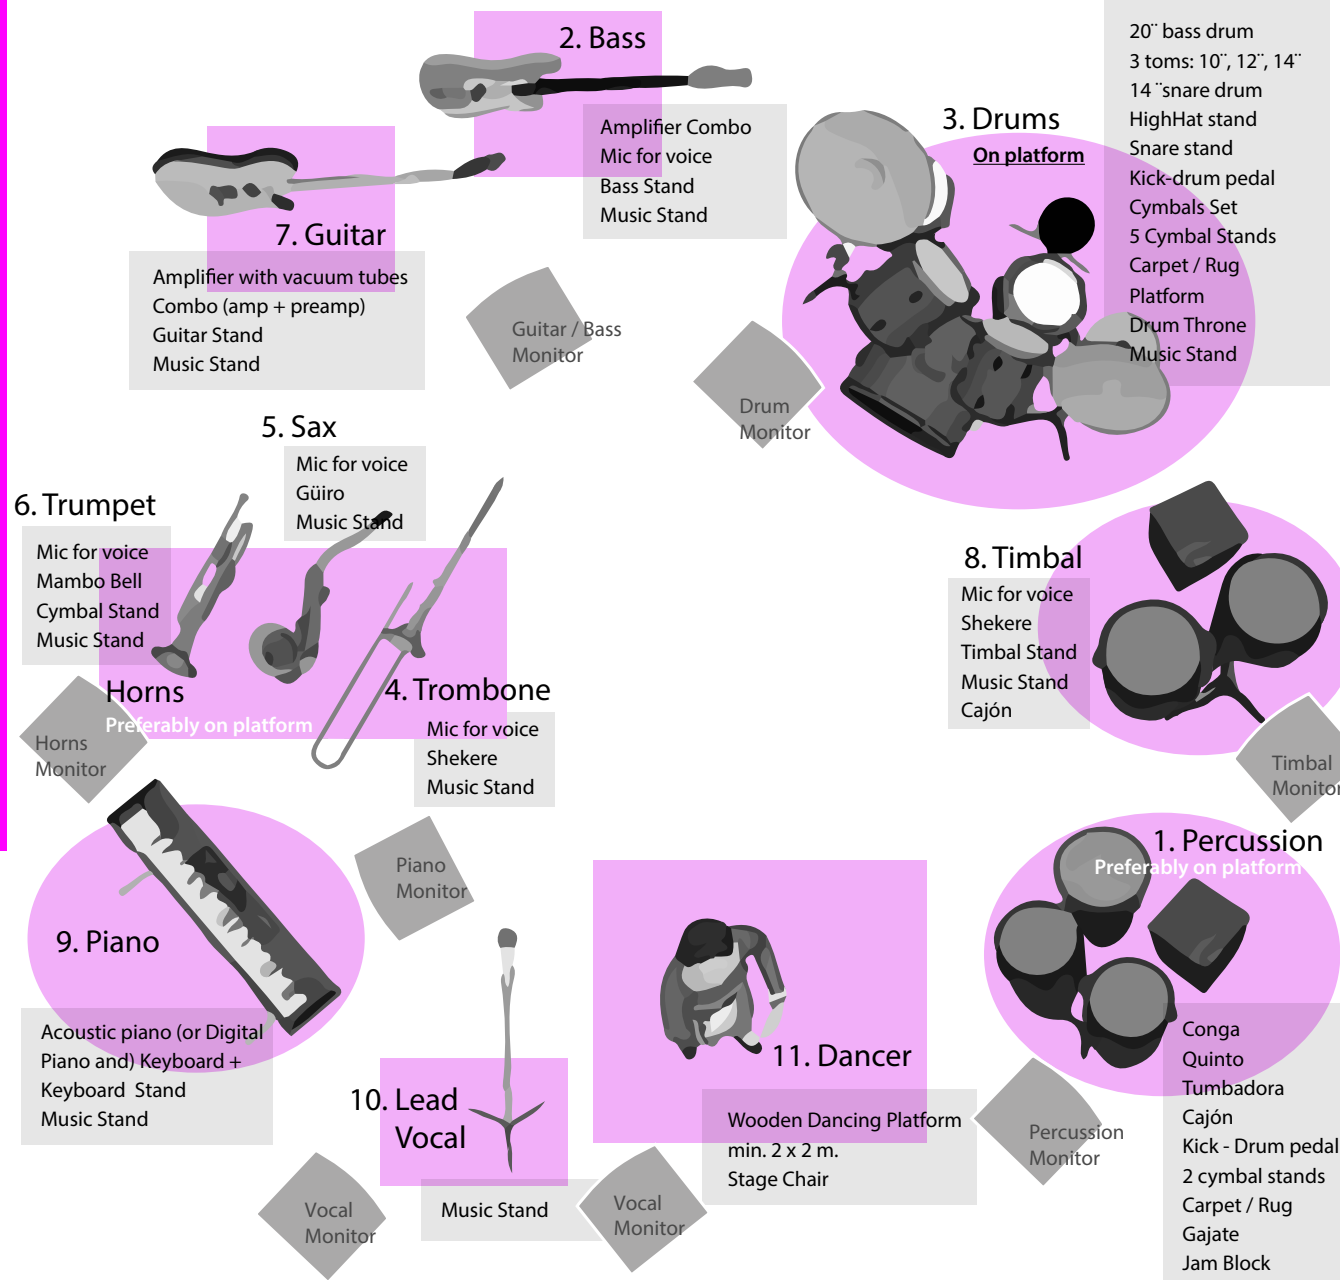 2. Bass
Amplifier Combo
Mic for voice
Bass Stand
Music Stand
3. Drums
On platform
20¨ bass drum
3 toms: 10¨, 12¨, 14¨
14 ¨snare drum
HighHat stand
Snare stand
Kick-drum pedal
Cymbals Set
5 Cymbal Stands
Carpet / Rug
Platform
Drum Throne
Music Stand
7. Guitar
Amplifier with vacuum tubes
Combo (amp + preamp)
Guitar Stand
Music Stand
Guitar / Bass
Monitor
Drum
Monitor
5. Sax
Mic for voice
Güiro
Music Stand
6. Trumpet
Mic for voice
Mambo Bell
Cymbal Stand
Music Stand
Horns
Preferably on platform
4. Trombone
Mic for voice
Shekere
Music Stand
Horns
Monitor
8. Timbal
Mic for voice
Shekere
Timbal Stand
Music Stand
Cajón
Timbal
Monitor
Piano
Monitor
9. Piano
Acoustic piano (or Digital
Piano and) Keyboard +
Keyboard Stand
Music Stand
1. Percussion
Preferably on platform
Conga
Quinto
Tumbadora
Cajón
Kick - Drum pedal
2 cymbal stands
Carpet / Rug
Gajate
Jam Block
Percussion
Monitor
11. Dancer
Wooden Dancing Platform
min. 2 x 2 m.
Stage Chair
10. Lead
Vocal
Music Stand
Vocal
Monitor
Vocal
Monitor